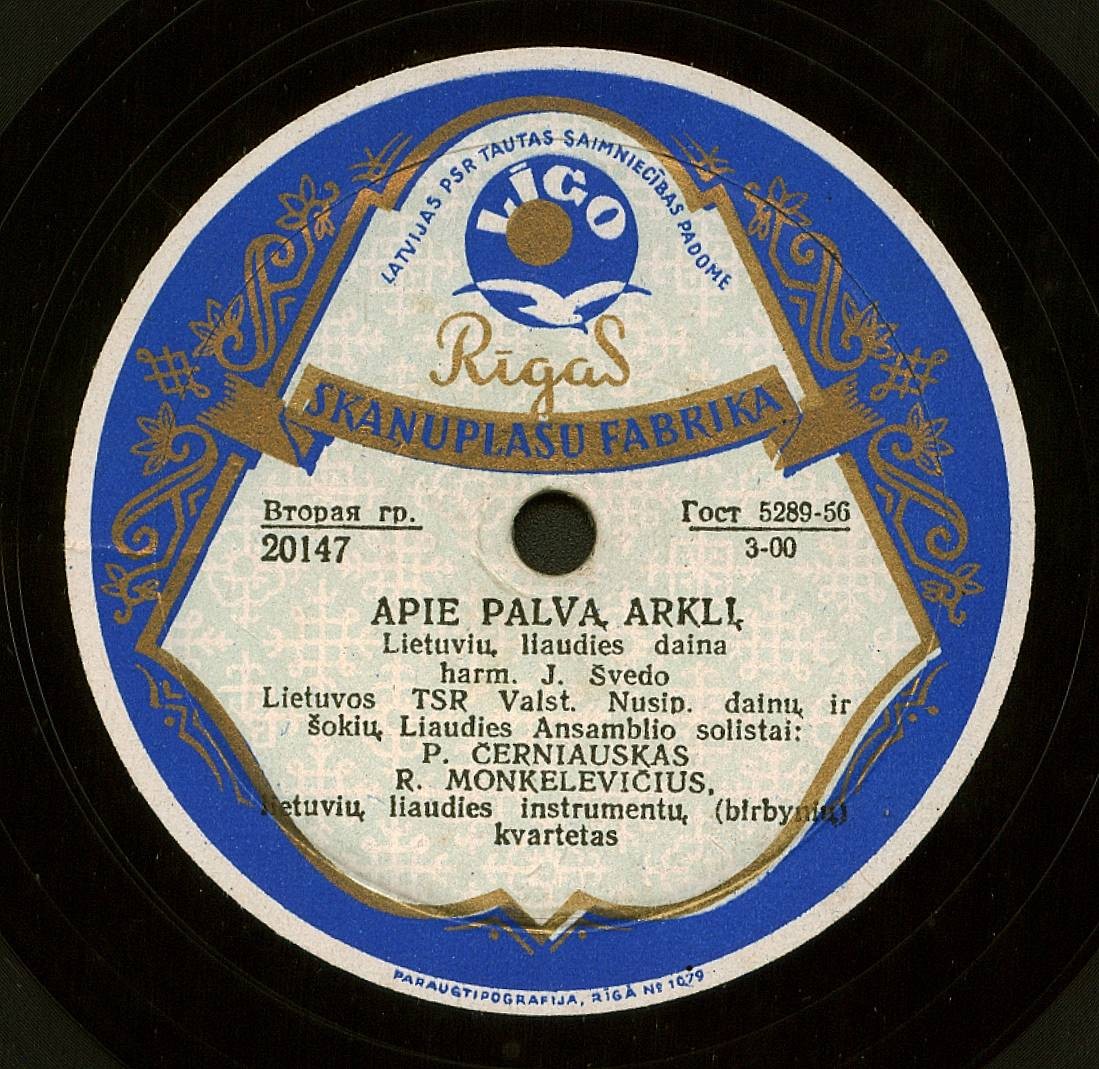 LATVIJAS PSR TAUTAS SAIMNIECĪBAS PADOME
LĪGO
Rīgas
SKAŅUPLAŠU FABRIKA
Вторая гр.
20147
Гост 5289-56
3-00
APIE PALVĄ ARKLĮ
Lietuvių liaudies daina
harm. J. Švedo
Lietuvos TSR Valst. Nusip. dainų ir
šokių Liaudies Ansamblio solistai:
P. ČERNIAUSKAS
R. MONKELEVIČIUS,
lietuvių liaudies instrumentų (birbynių)
kvartetas
PARAUGTIPOGRAFIJA, RĪGĀ № 1079